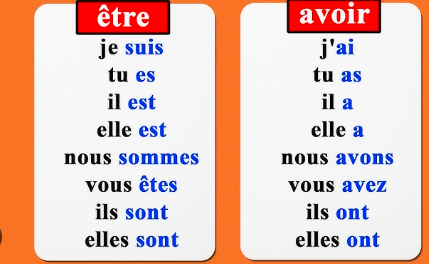 être
je suis
tu es
il est
elle est
nous sommes
vous êtes
ils sont
elles sont
avoir
j'ai
tu as
il a
elle a
nous avons
vous avez
ils ont
elles ont